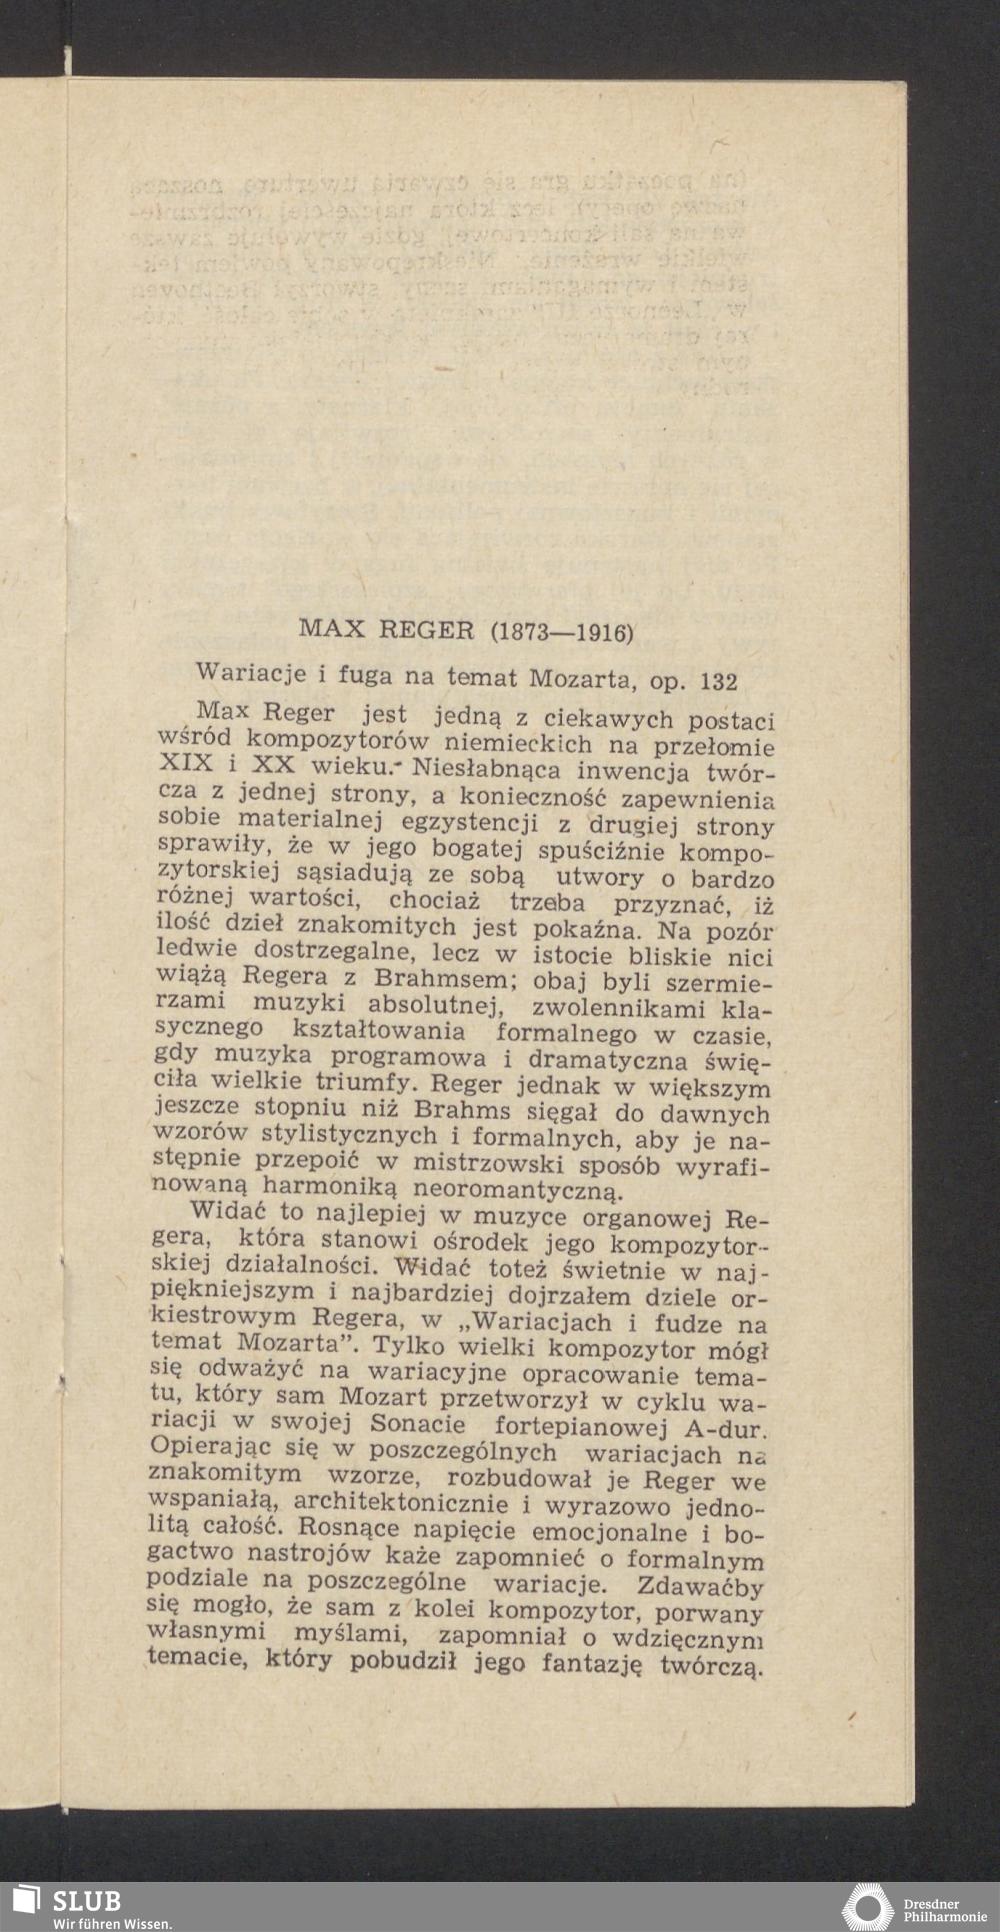 MAX REGER (1873—1916)
Wariacje i fuga na temat Mozarta, op. 132
Max Reger jest jedną z ciekawych postaci
wśród kompozytorów niemieckich na przełomie
XIX i XX wieku. Niesłabnąca inwencja twór-
cza z jednej strony, a konieczność zapewnienia
sobie materialnej egzystencji z drugiej strony
sprawiły, że w jego bogatej spuściźnie kompo-
zytorskiej sąsiadują ze sobą utwory o bardzo
różnej wartości, chociaż trzeba przyznać, iż
ilość dzieł znakomitych jest pokaźna. Na pozór
ledwie dostrzegalne, lecz w istocie bliskie nici
wiążą Regera z Brahmsem; obaj byli szermie-
rzami muzyki absolutnej, zwolennikami kla-
sycznego kształtowania formalnego w czasie,
gdy muzyka programowa i dramatyczna świę-
ciła wielkie triumfy. Reger jednak w większym
jeszcze stopniu niż Brahms sięgał do dawnych
wzorów stylistycznych i formalnych, aby je na-
stępnie przepoić w mistrzowski sposób wyrafi-
nowaną harmoniką neoromantyczną.
Widać to najlepiej w muzyce organowej Re-
gera, która stanowi ośrodek jego kompozytor-
skiej działalności. Widać toteż świetnie w naj-
piękniejszym i najbardziej dojrzałem dziele or-
kiestrowym Regera, w „Wariacjach i fudze na
temat Mozarta”. Tylko wielki kompozytor mógł
się odważyć na wariacyjne opracowanie tema-
tu, który sam Mozart przetworzył w cyklu wa-
riacji w swojej Sonacie fortepianowej A-dur.
Opierając się w poszczególnych wariacjach na
znakomitym wzorze, rozbudował je Reger we
wspaniałą, architektonicznie i wyrazowo jedno-
litą całość. Rosnące napięcie emocjonalne i bo-
gactwo nastrojów każe zapomnieć o formalnym
podziale na poszczególne wariacje. Zdawaćby
się mogło, że sam z kolei kompozytor, porwany
własnymi myślami, zapomniał o wdzięcznym
temacie, który pobudził jego fantazję twórczą.
SLUB
Wir führen Wissen.
Dresdner
Philharmonie